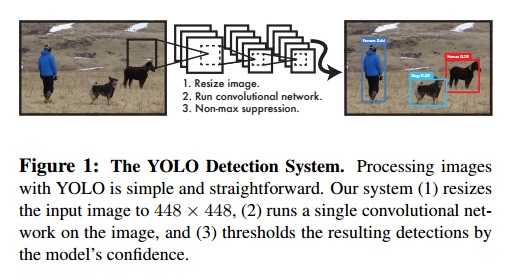 Person: 0.64
Horse: 0.28
Dog: 0.30
1. Resize image.
2. Run convolutional network.
3. Non-max suppression.
Figure 1: The YOLO Detection System. Processing images
with YOLO is simple and straightforward. Our system (1) resizes
the input image to 448 × 448, (2) runs a single convolutional net-
work on the image, and (3) thresholds the resulting detections by
the model's confidence.